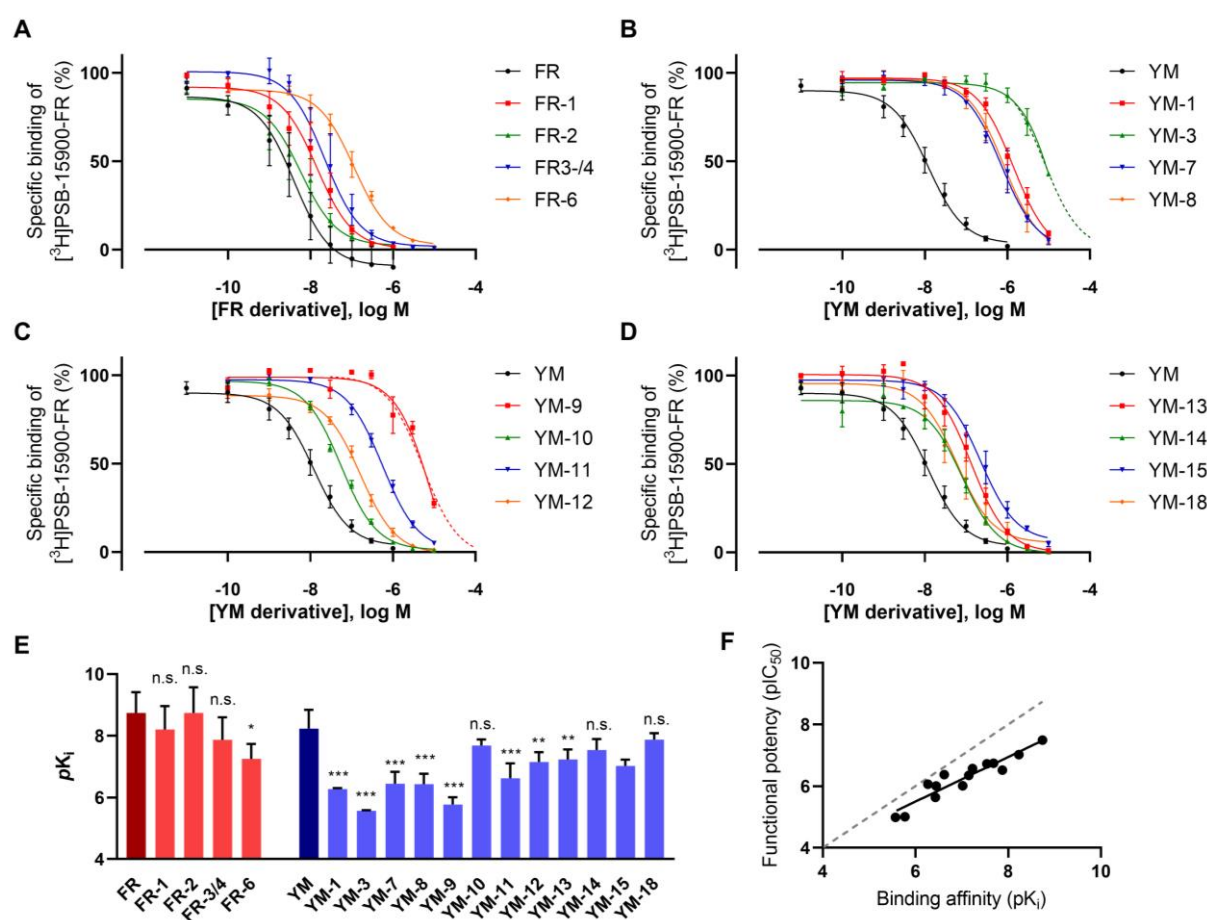 A
Specific binding of
[³H]PSB-15900-FR (%)
100
50
0
-10
-8
-6
-4
[FR derivative], log M
FR
FR-1
FR-2
FR3-/4
FR-6
B
Specific binding of
[³H]PSB-15900-FR (%)
100
50
0
-10
-8
-6
-4
[YM derivative], log M
YM
YM-1
YM-3
YM-7
YM-8
C
Specific binding of
[³H]PSB-15900-FR (%)
100
50
0
-10
-8
-6
-4
[YM derivative], log M
YM
YM-9
YM-10
YM-11
YM-12
D
Specific binding of
[³H]PSB-15900-FR (%)
100
50
0
-10
-8
-6
-4
[YM derivative], log M
YM
YM-13
YM-14
YM-15
YM-18
E
pKᵢ
10
8
6
4
n.s.
n.s.
n.s.
*
***
***
***
***
***
n.s.
***
**
**
n.s.
n.s.
FR
FR-1
FR-2
FR-3/4
FR-6
YM
YM-1
YM-3
YM-7
YM-8
YM-9
YM-10
YM-11
YM-12
YM-13
YM-14
YM-15
YM-18
F
Functional potency (pIC₅₀)
10
8
6
4
4
6
8
10
Binding affinity (pKᵢ)